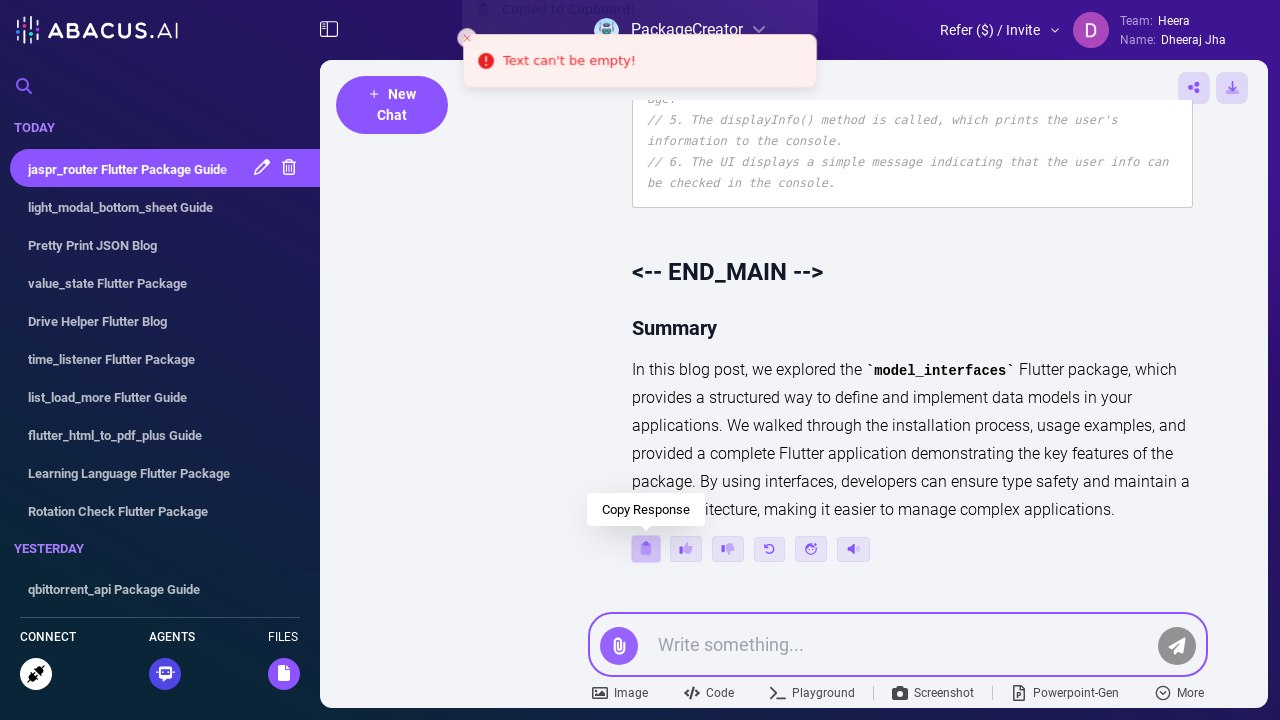 ABACUS.AI
Copied to Clipboard!
PackageCreator
Refer ($) / Invite
D
Team: Heera
Name: Dheeraj Jha
Text can't be empty!
New
Chat
TODAY
jaspr_router Flutter Package Guide
light_modal_bottom_sheet Guide
Pretty Print JSON Blog
value_state Flutter Package
Drive Helper Flutter Blog
time_listener Flutter Package
list_load_more Flutter Guide
flutter_html_to_pdf_plus Guide
Learning Language Flutter Package
Rotation Check Flutter Package
YESTERDAY
qbittorrent_api Package Guide
CONNECT
AGENTS
FILES
age.
// 5. The displayInfo() method is called, which prints the user's
information to the console.
// 6. The UI displays a simple message indicating that the user info can
be checked in the console.
<-- END_MAIN -->
Summary
In this blog post, we explored the `model_interfaces` Flutter package, which
provides a structured way to define and implement data models in your
applications. We walked through the installation process, usage examples, and
provided a complete Flutter application demonstrating the key features of the
package. By using interfaces, developers can ensure type safety and maintain a
itecture, making it easier to manage complex applications.
Copy Response
Write something...
Image
Code
Playground
Screenshot
Powerpoint-Gen
More